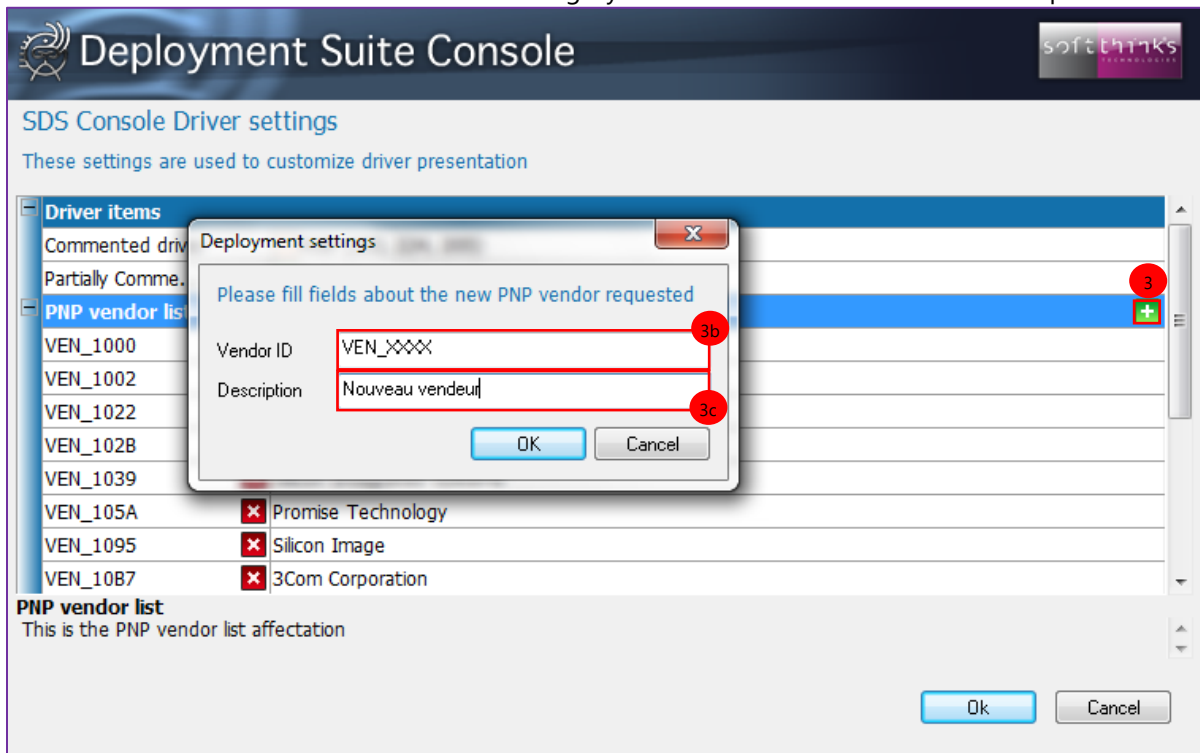 Deployment Suite Console
softthinks
TECHNOLOGIES
SDS Console Driver settings
These settings are used to customize driver presentation
Driver items
Commented driv
Partially Comme.
PNP vendor lis
3
VEN_1000
VEN_1002
VEN_1022
VEN_102B
VEN_1039
VEN_105A Promise Technology
VEN_1095 Silicon Image
VEN_10B7 3Com Corporation
Deployment settings
Please fill fields about the new PNP vendor requested
Vendor ID VEN_XXXX
3b
Description Nouveau vendeur
3c
OK Cancel
PNP vendor list
This is the PNP vendor list affectation
Ok Cancel